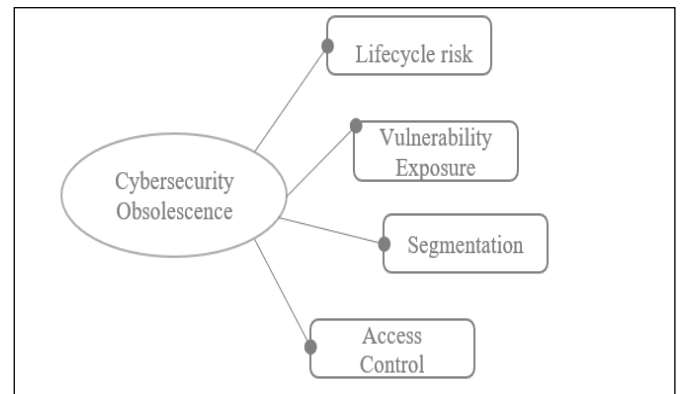 Lifecycle risk
Vulnerability
Exposure
Cybersecurity
Obsolescence
Segmentation
Access
Control